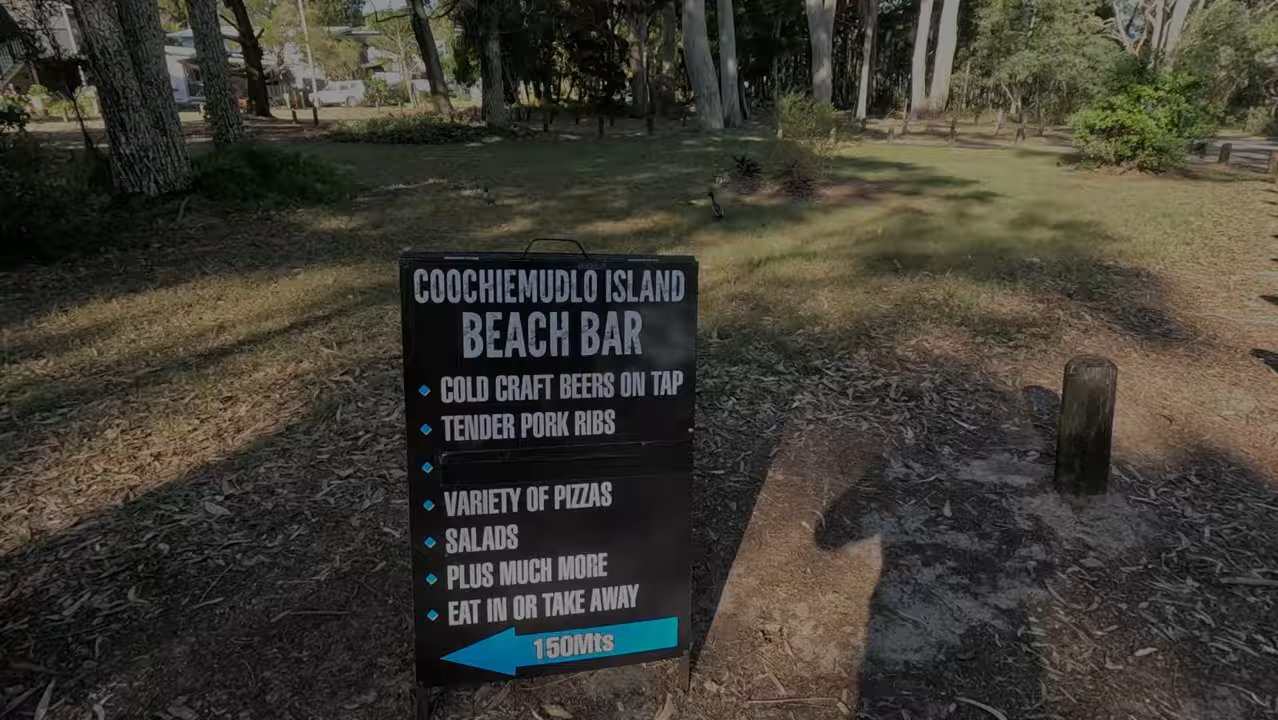 COOCHIEMUDLO ISLAND
BEACH BAR
COLD CRAFT BEERS ON TAP
TENDER PORK RIBS
VARIETY OF PIZZAS
SALADS
PLUS MUCH MORE
EAT IN OR TAKE AWAY
150Mts